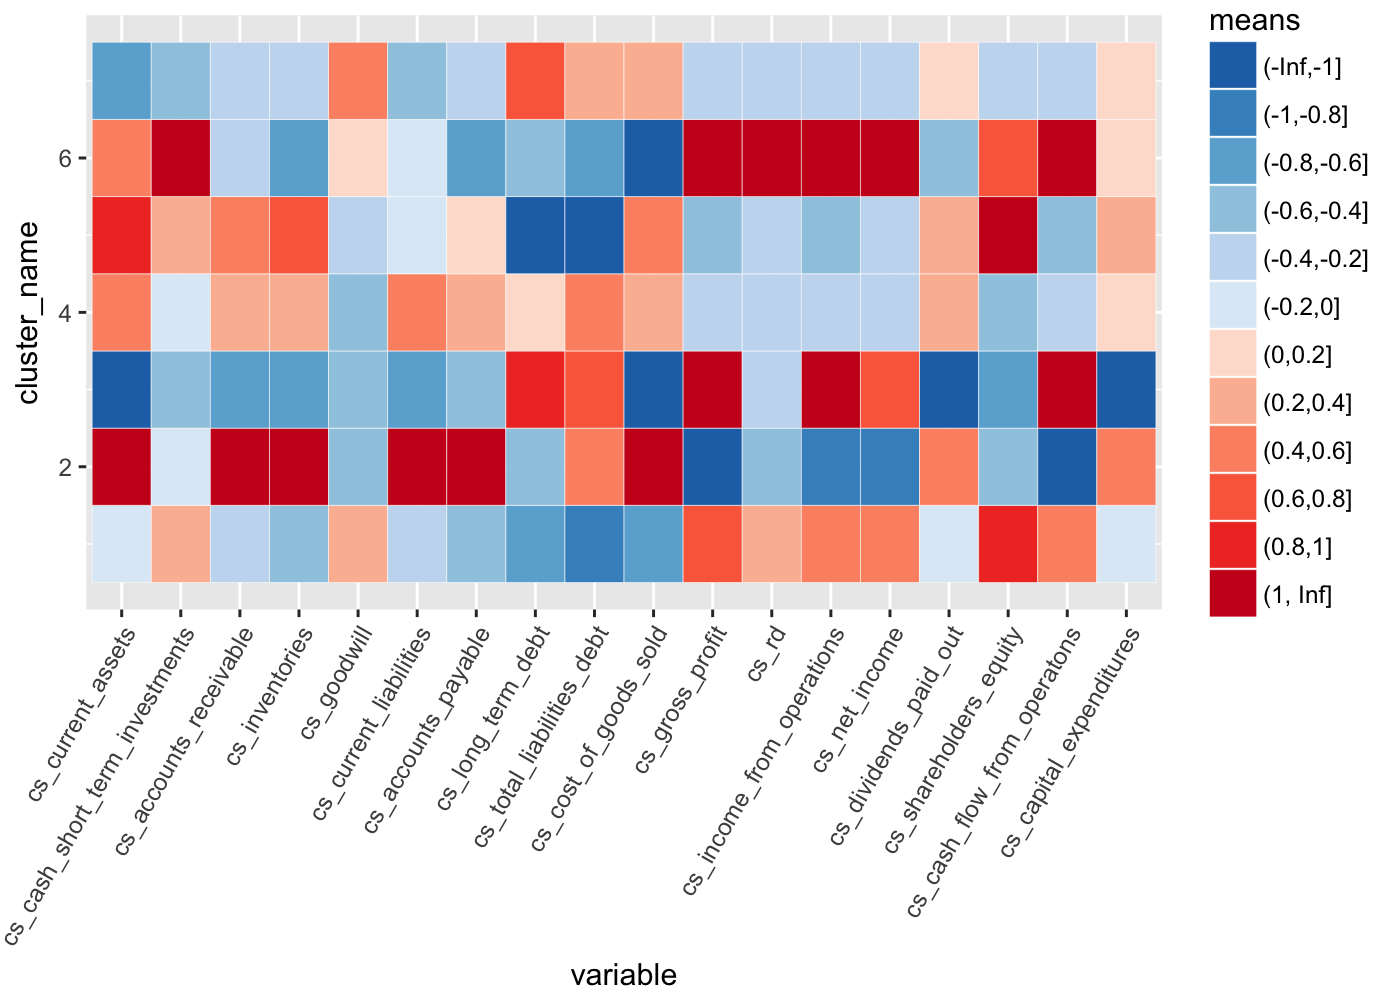 means
(-Inf,-1]
(-1,-0.8]
(-0.8,-0.6]
(-0.6,-0.4]
(-0.4,-0.2]
(-0.2,0]
(0,0.2]
(0.2,0.4]
(0.4,0.6]
(0.6,0.8]
(0.8,1]
(1, Inf]
cluster_name
6
4
2
cs_current_assets
cs_cash_short_term_investments
cs_accounts_receivable
cs_inventories
cs_goodwill
cs_current_liabilities
cs_accounts_payable
cs_long_term_debt
cs_total_liabilities_debt
cs_cost_of_goods_sold
cs_gross_profit
cs_rd
cs_income_from_operations
cs_net_income
cs_dividends_paid_out
cs_shareholders_equity
cs_cash_flow_from_operatons
cs_capital_expenditures
variable